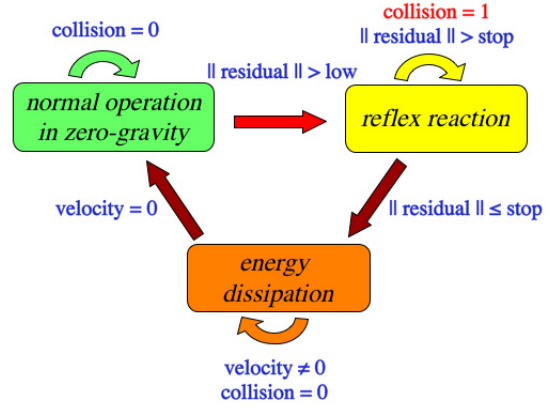 collision = 0
collision = 1
|| residual || > stop
|| residual || > low
normal operation
in zero-gravity
reflex reaction
velocity = 0
|| residual || ≤ stop
energy
dissipation
velocity ≠ 0
collision = 0